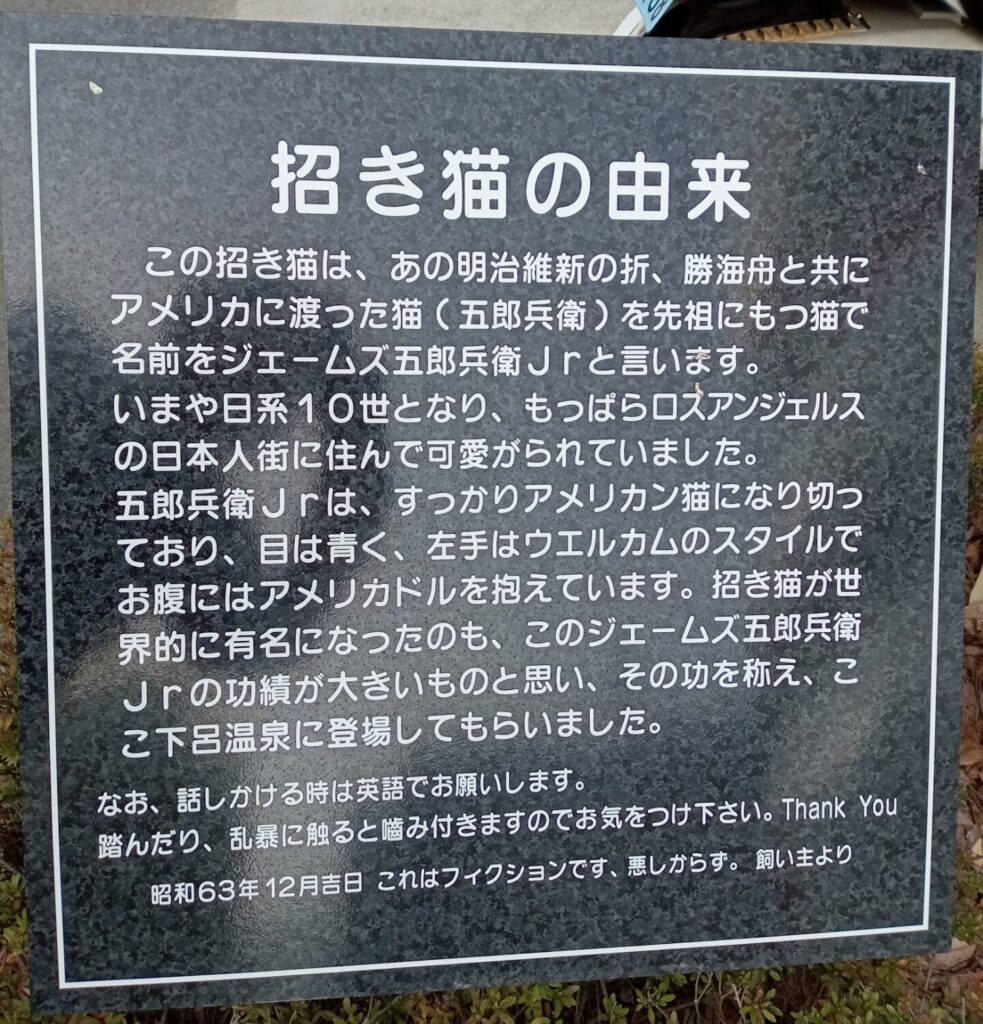 招き猫の由来
この招き猫は、あの明治維新の折、勝海舟と共に
アメリカに渡った猫(五郎兵衛)を先祖にもつ猫で
名前をジェームズ五郎兵衛Jrと言います。
いまや日系10世となり、もっぱらロスアンジェルス
の日本人街に住んで可愛がられていました。
五郎兵衛Jrは、すっかりアメリカン猫になり切っ
ており、目は青く、左手はウエルカムのスタイルで
お腹にはアメリカドルを抱えています。招き猫が世
界的に有名になったのも、このジェームズ五郎兵衛
Jrの功績が大きいものと思い、その功を称え、こ
こ下呂温泉に登場してもらいました。
なお、話しかける時は英語でお願いします。
踏んだり、乱暴に触ると嚙み付きますのでお気をつけ下さい。Thank You
昭和63年12月吉日 これはフィクションです、悪しからず。 飼い主より